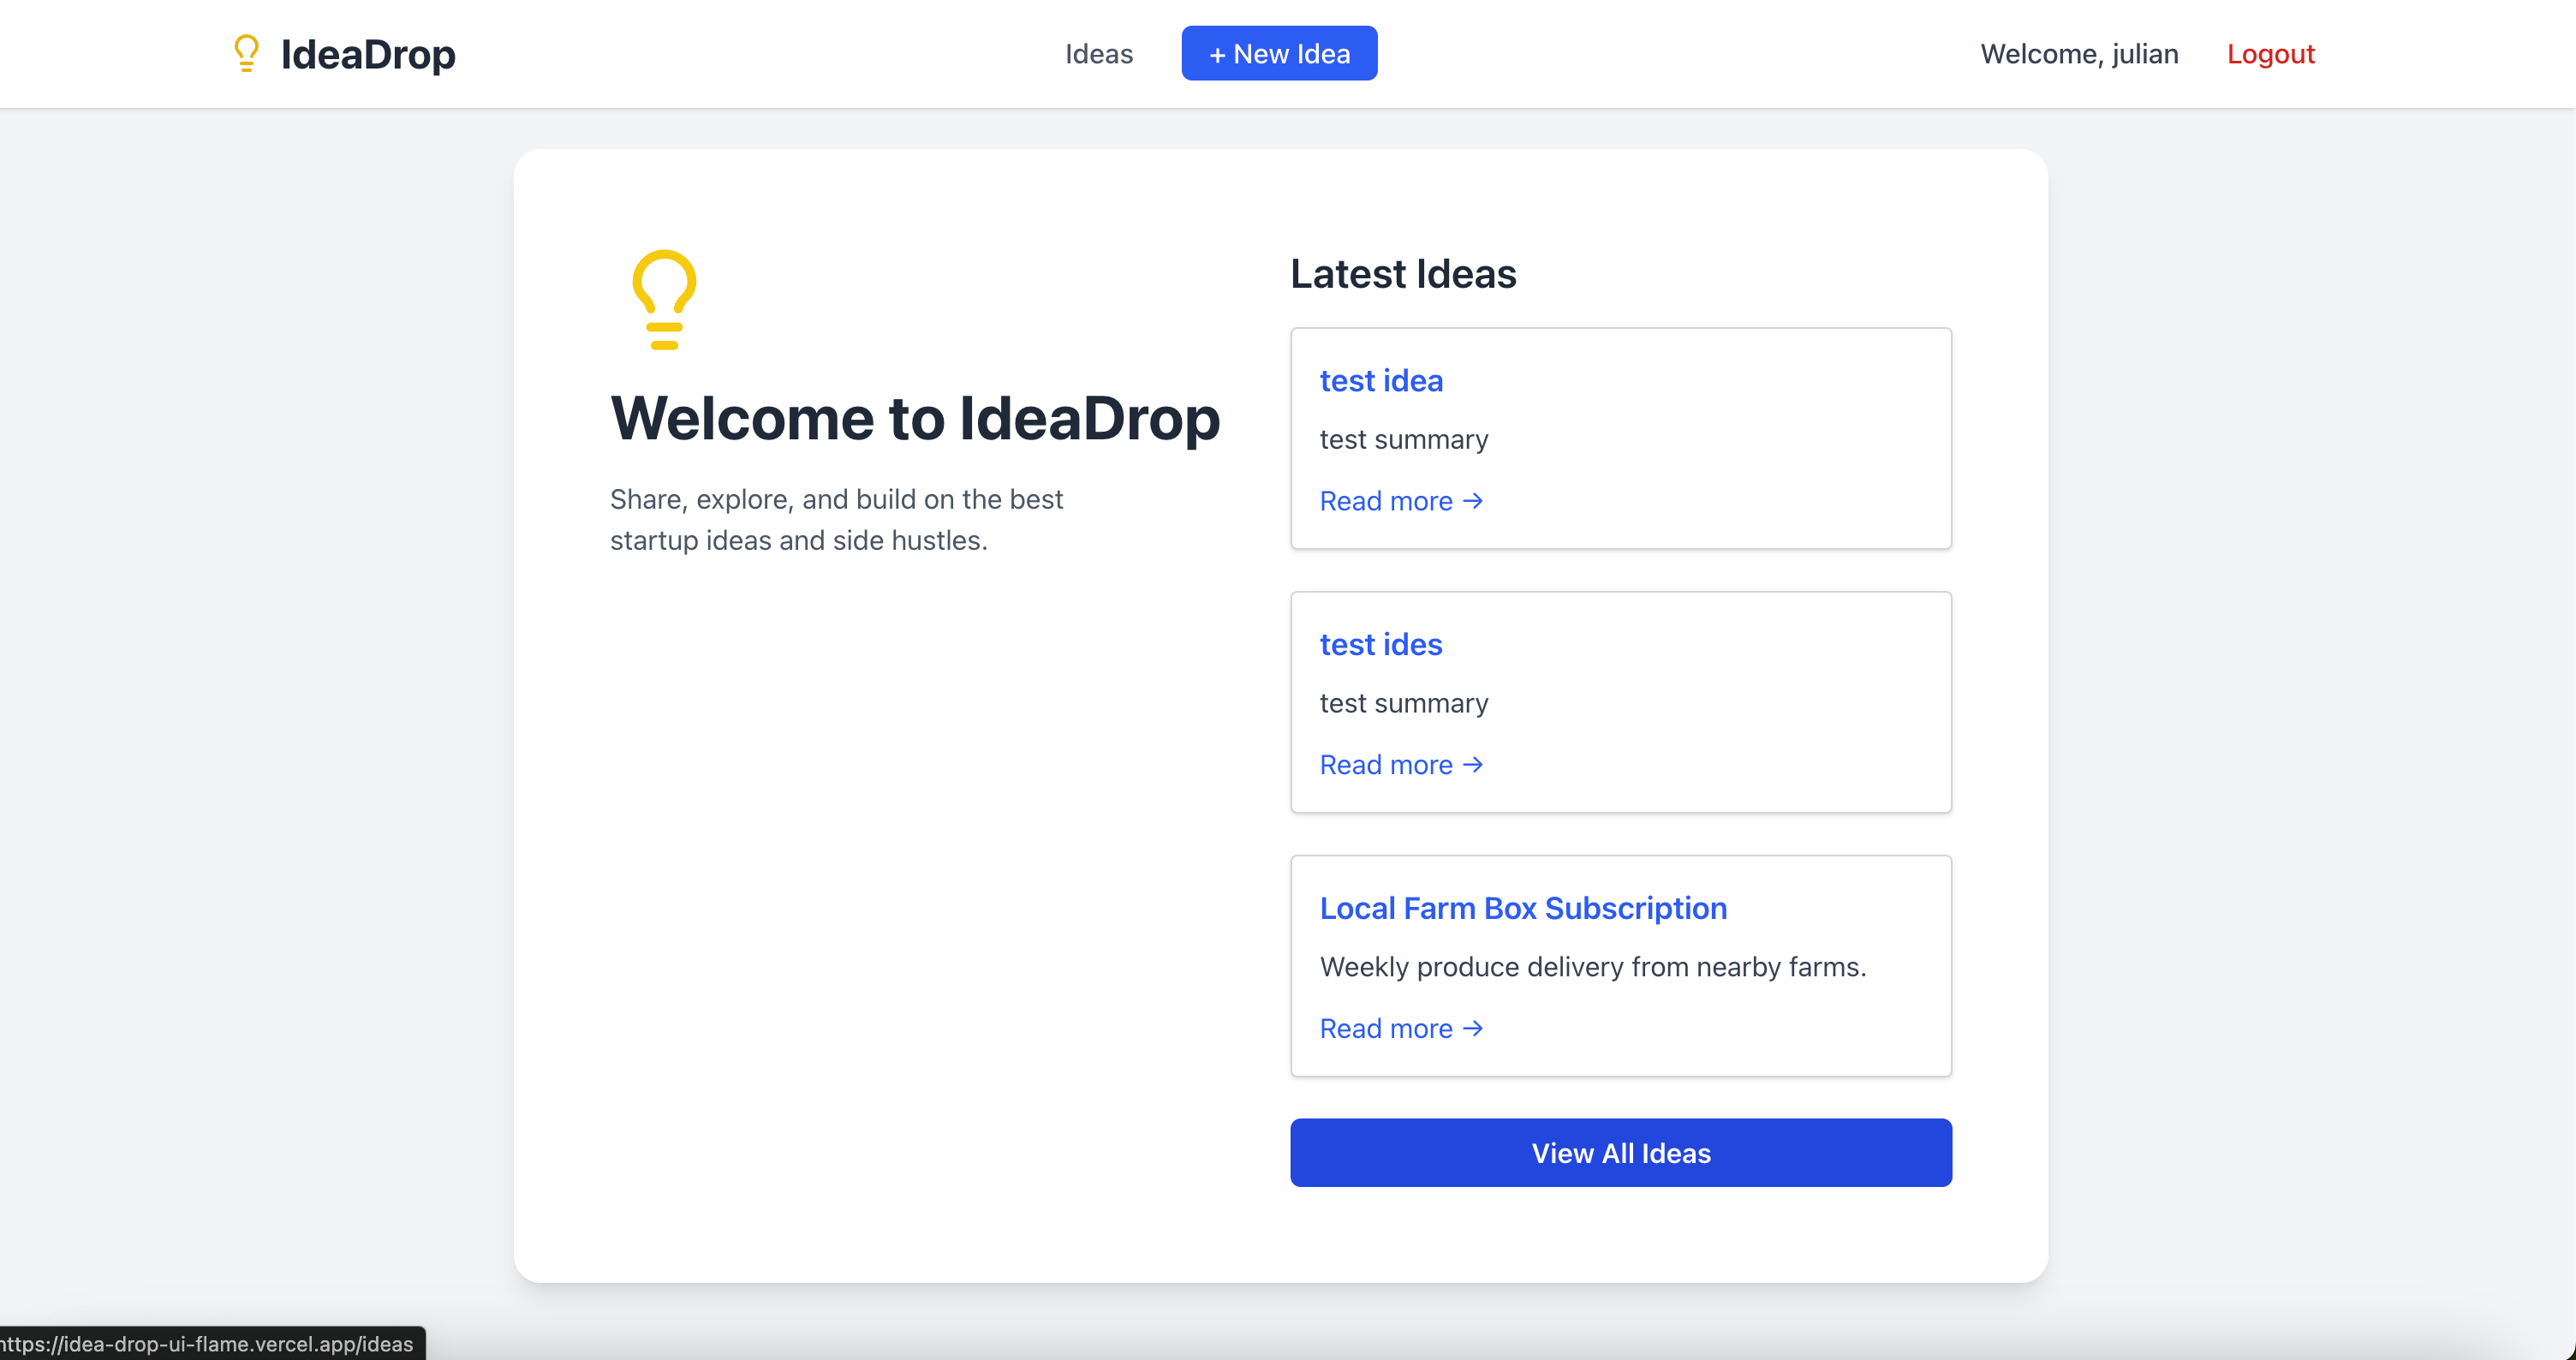 IdeaDrop
Ideas
+ New Idea
Welcome, julian
Logout
Welcome to IdeaDrop
Share, explore, and build on the best
startup ideas and side hustles.
Latest Ideas
test idea
test summary
Read more →
test ides
test summary
Read more →
Local Farm Box Subscription
Weekly produce delivery from nearby farms.
Read more →
View All Ideas
https://idea-drop-ui-flame.vercel.app/ideas